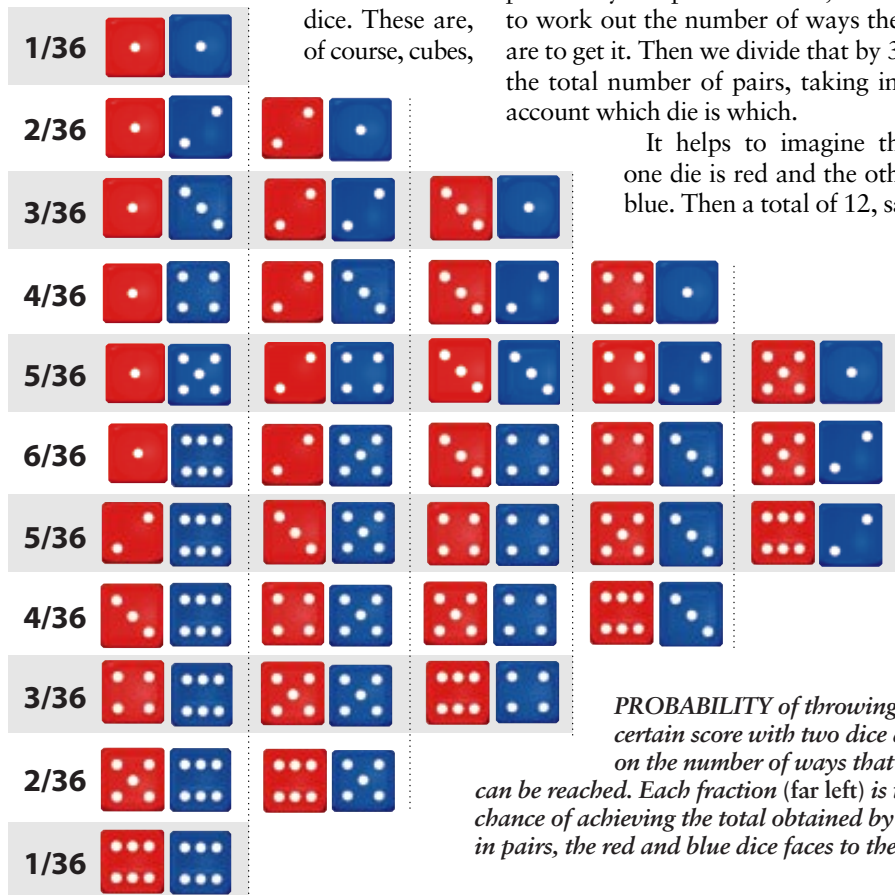 dice. These are,
of course, cubes,
to work out the number of ways the
are to get it. Then we divide that by 3
the total number of pairs, taking in
account which die is which.
It helps to imagine th
one die is red and the oth
blue. Then a total of 12, sa
1/36
2/36
3/36
4/36
5/36
6/36
5/36
4/36
3/36
2/36
1/36
PROBABILITY of throwing
certain score with two dice
on the number of ways that
can be reached. Each fraction (far left) is
chance of achieving the total obtained by
in pairs, the red and blue dice faces to the